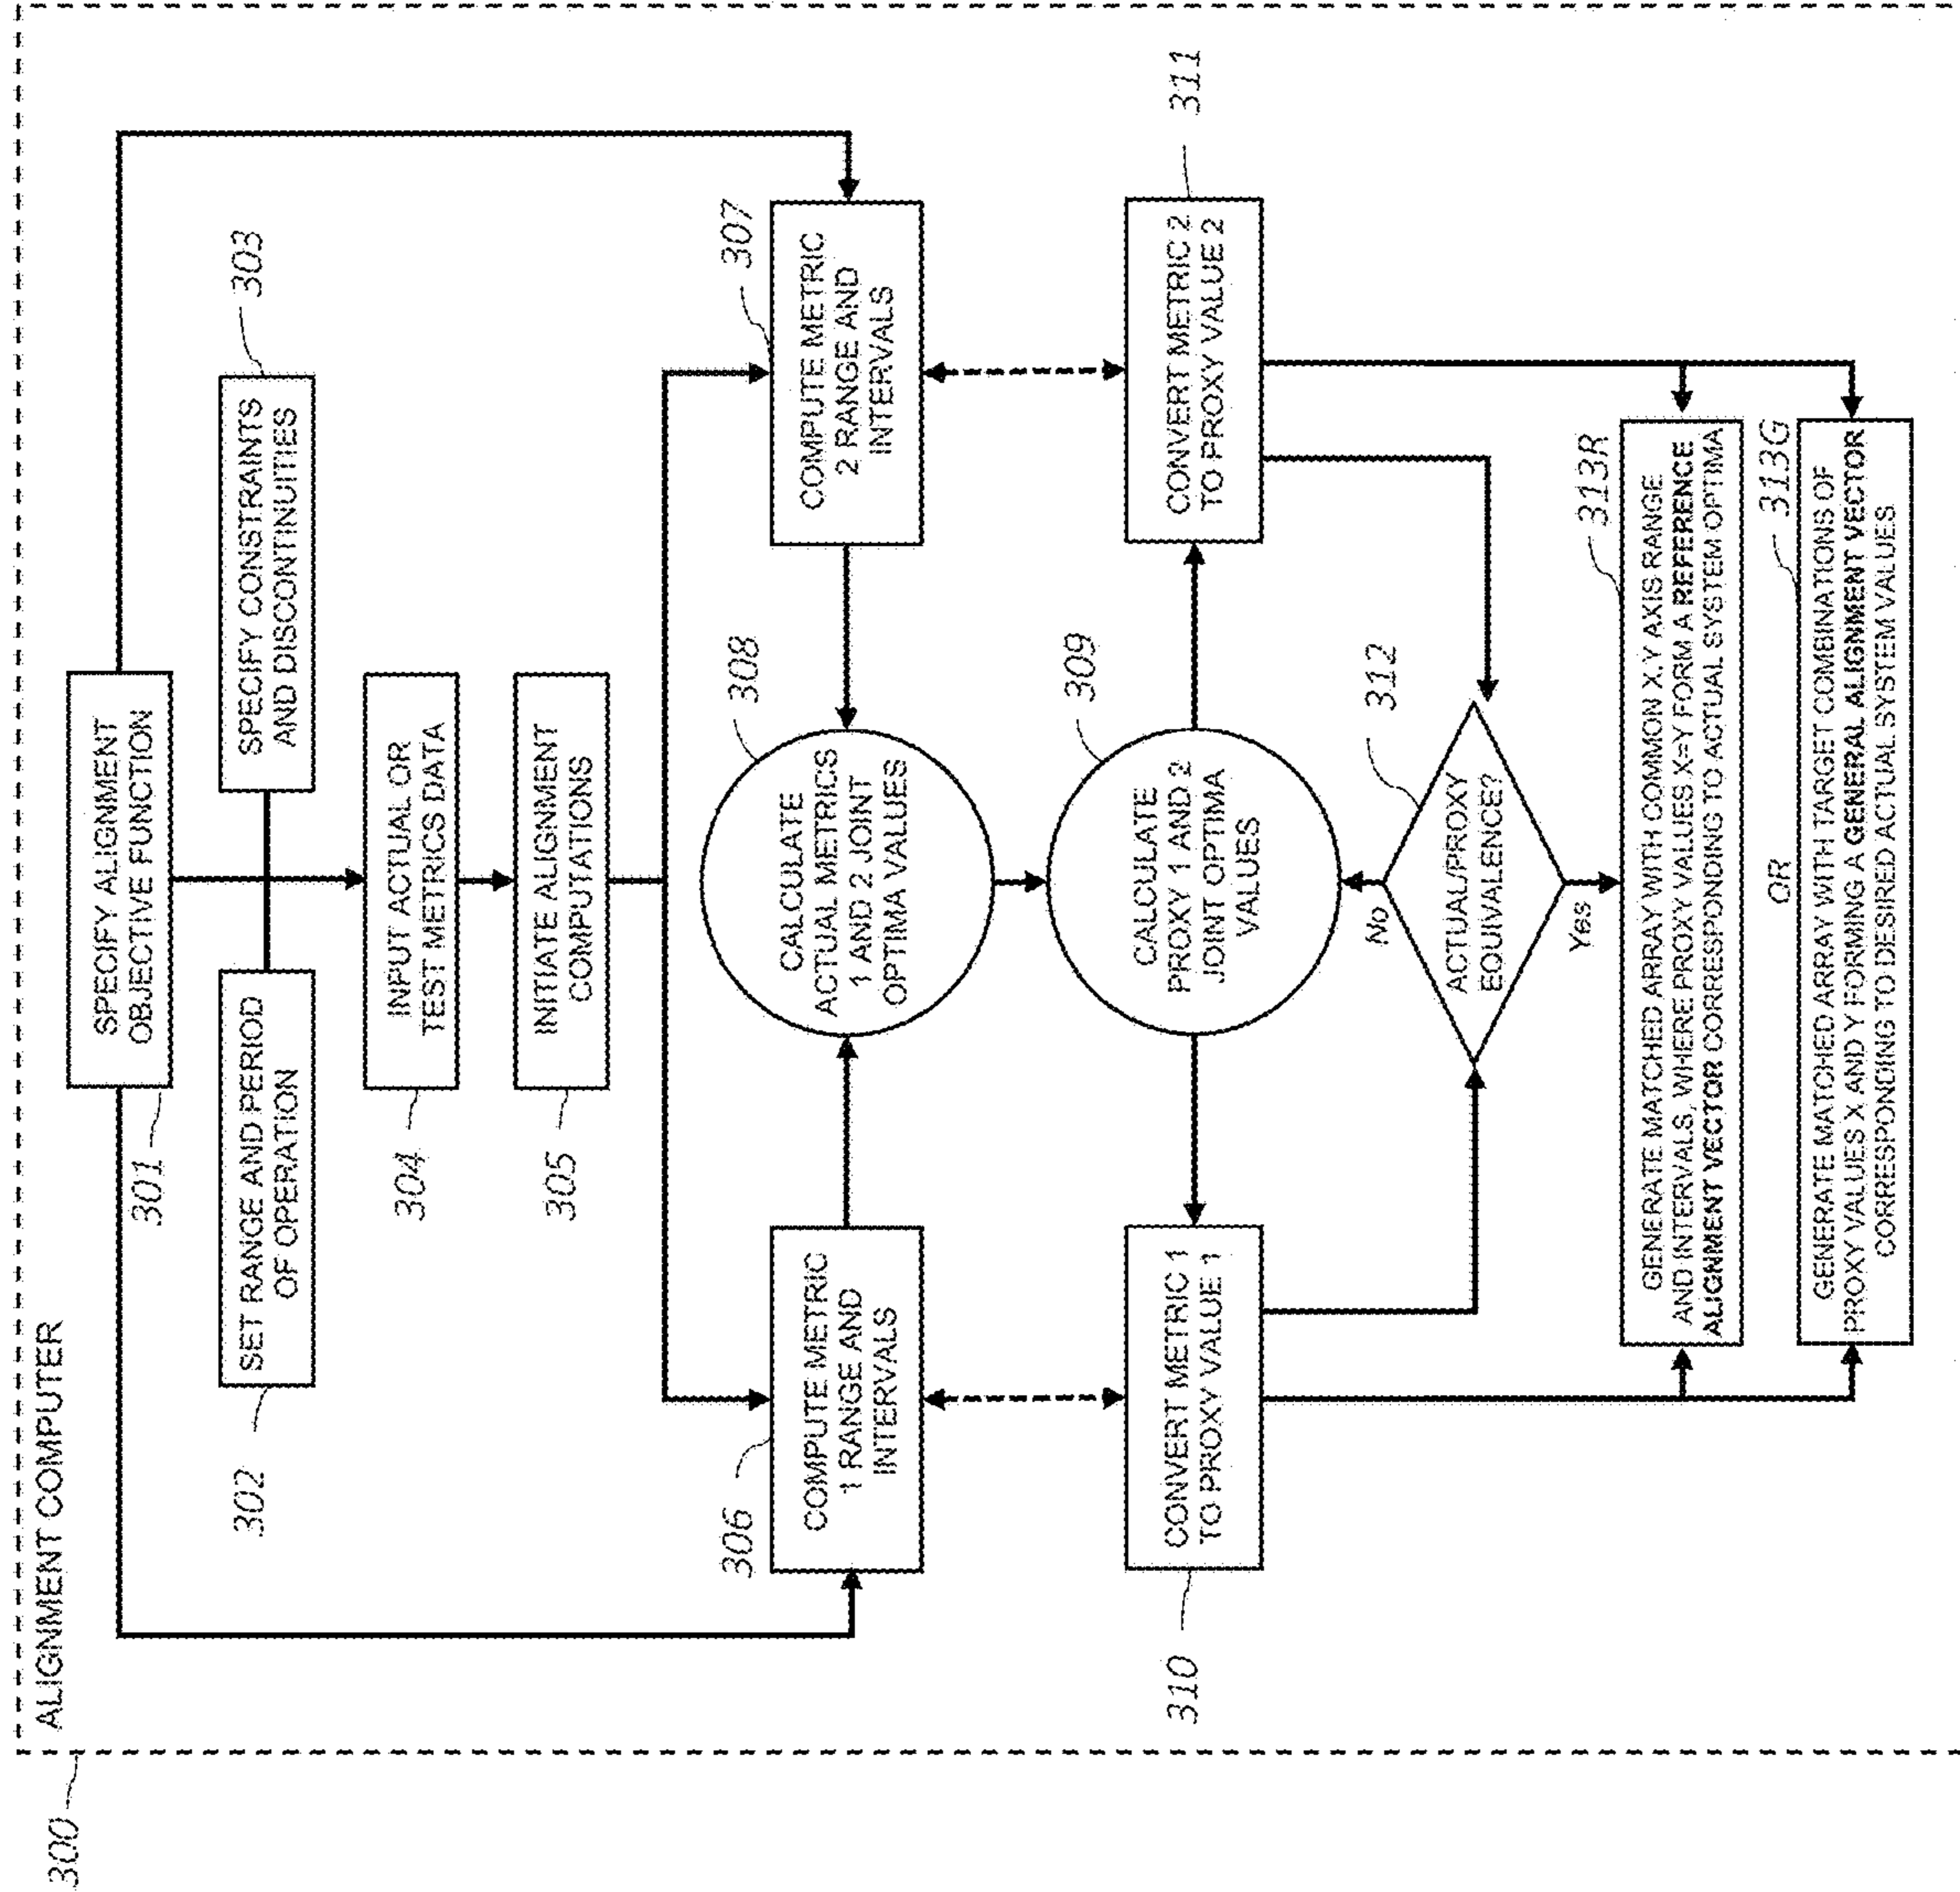 300
ALIGNMENT COMPUTER
SPECIFY ALIGNMENT
OBJECTIVE FUNCTION
301
SET RANGE AND PERIOD
OF OPERATION
302
SPECIFY CONSTRAINTS
AND DISCONTINUITIES
303
INPUT ACTUAL OR
TEST METRICS DATA
304
INITIATE ALIGNMENT
COMPUTATIONS
305
306
COMPUTE METRIC
1 RANGE AND
INTERVALS
CALCULATE
ACTUAL METRICS
1 AND 2 JOINT
OPTIMA VALUES
308
COMPUTE METRIC
2 RANGE AND
INTERVALS
307
310
CONVERT METRIC 1
TO PROXY VALUE 1
CALCULATE
PROXY 1 AND 2
JOINT OPTIMA
VALUES
309
CONVERT METRIC 2
TO PROXY VALUE 2
311
No
ACTUAL/PROXY
EQUIVALENCE?
312
Yes
313R
GENERATE MATCHED ARRAY WITH COMMON X,Y AXIS RANGE
AND INTERVALS, WHERE PROXY VALUES X=Y FORM A REFERENCE
ALIGNMENT VECTOR CORRESPONDING TO ACTUAL SYSTEM OPTIMA
OR
313G
GENERATE MATCHED ARRAY WITH TARGET COMBINATIONS OF
PROXY VALUES X AND Y FORMING A GENERAL ALIGNMENT VECTOR
CORRESPONDING TO DESIRED ACTUAL SYSTEM VALUES